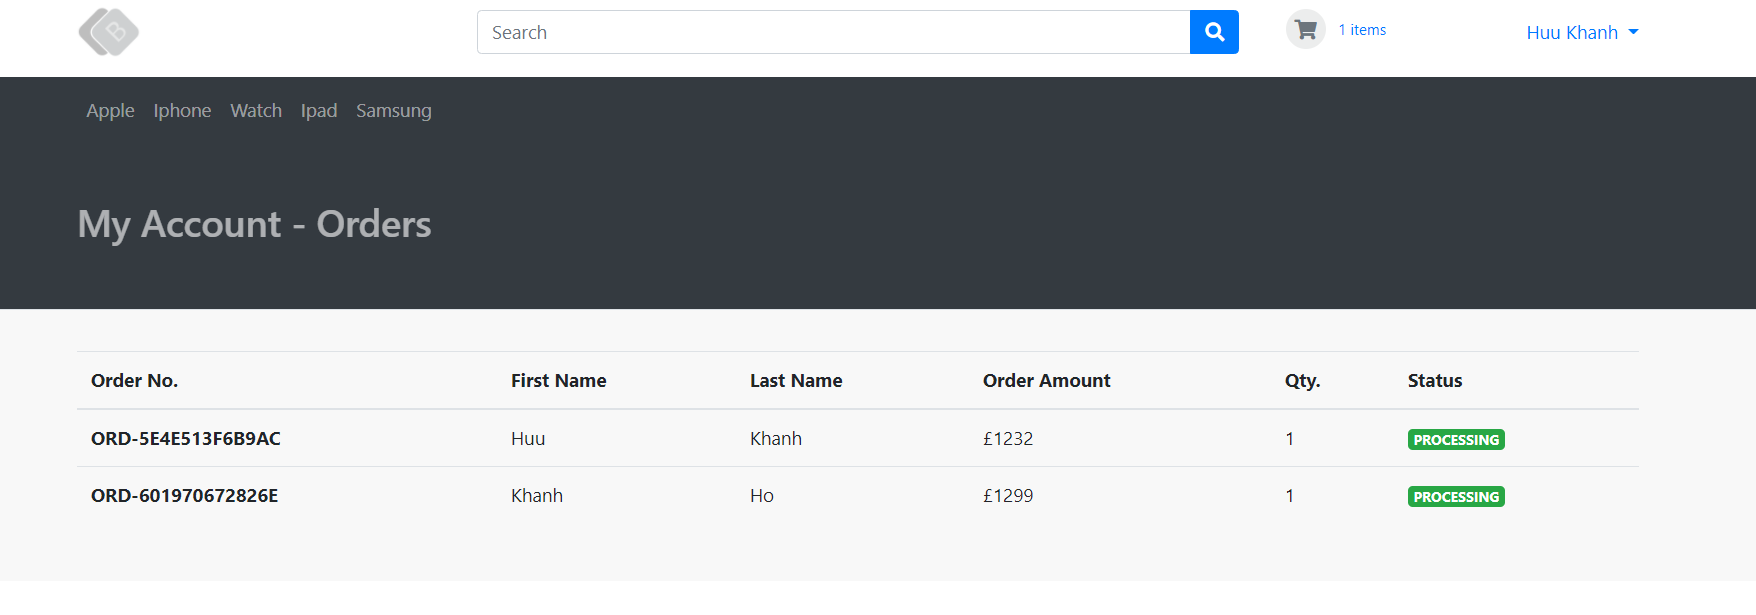 B
Search
1 items
Huu Khanh
Apple Iphone Watch Ipad Samsung
My Account - Orders
Order No. First Name Last Name Order Amount Qty. Status
ORD-5E4E513F6B9AC Huu Khanh £1232 1 PROCESSING
ORD-601970672826E Khanh Ho £1299 1 PROCESSING